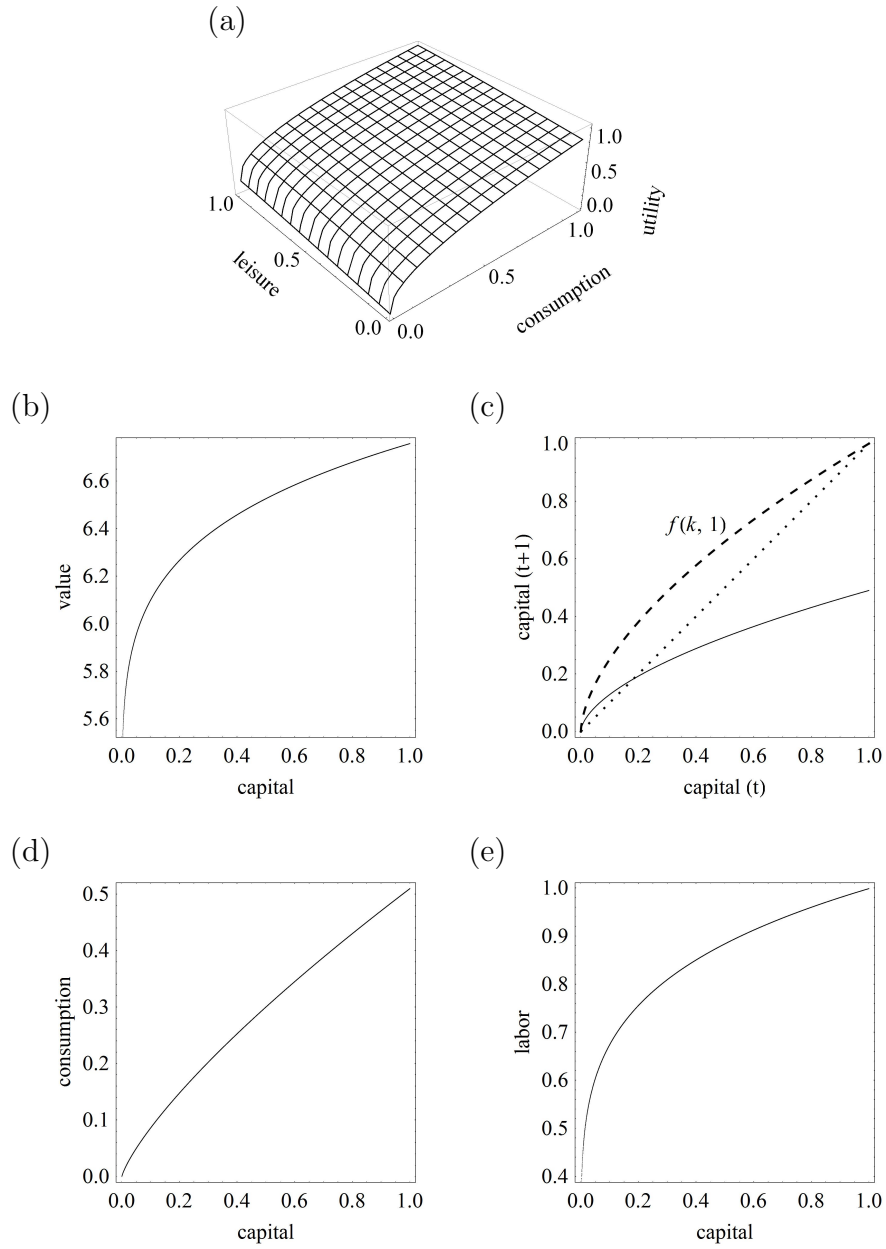 (a)
1.0
0.5
0.0
utility
1.0
0.5
0.0
consumption
1.0
0.5
0.0
leisure
(b)
6.6
6.4
6.2
6.0
5.8
5.6
value
0.0 0.2 0.4 0.6 0.8 1.0
capital
(c)
1.0
0.8
0.6
0.4
0.2
0.0
capital (t+1)
f(k, 1)
0.0 0.2 0.4 0.6 0.8 1.0
capital (t)
(d)
0.5
0.4
0.3
0.2
0.1
0.0
consumption
0.0 0.2 0.4 0.6 0.8 1.0
capital
(e)
1.0
0.9
0.8
0.7
0.6
0.5
0.4
labor
0.0 0.2 0.4 0.6 0.8 1.0
capital